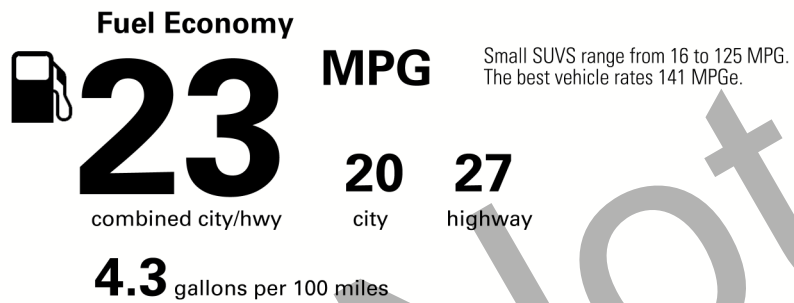 Fuel Economy
23 MPG
Small SUVS range from 16 to 125 MPG.
The best vehicle rates 141 MPGe.
combined city/hwy
20 city
27 highway
4.3 gallons per 100 miles
Not